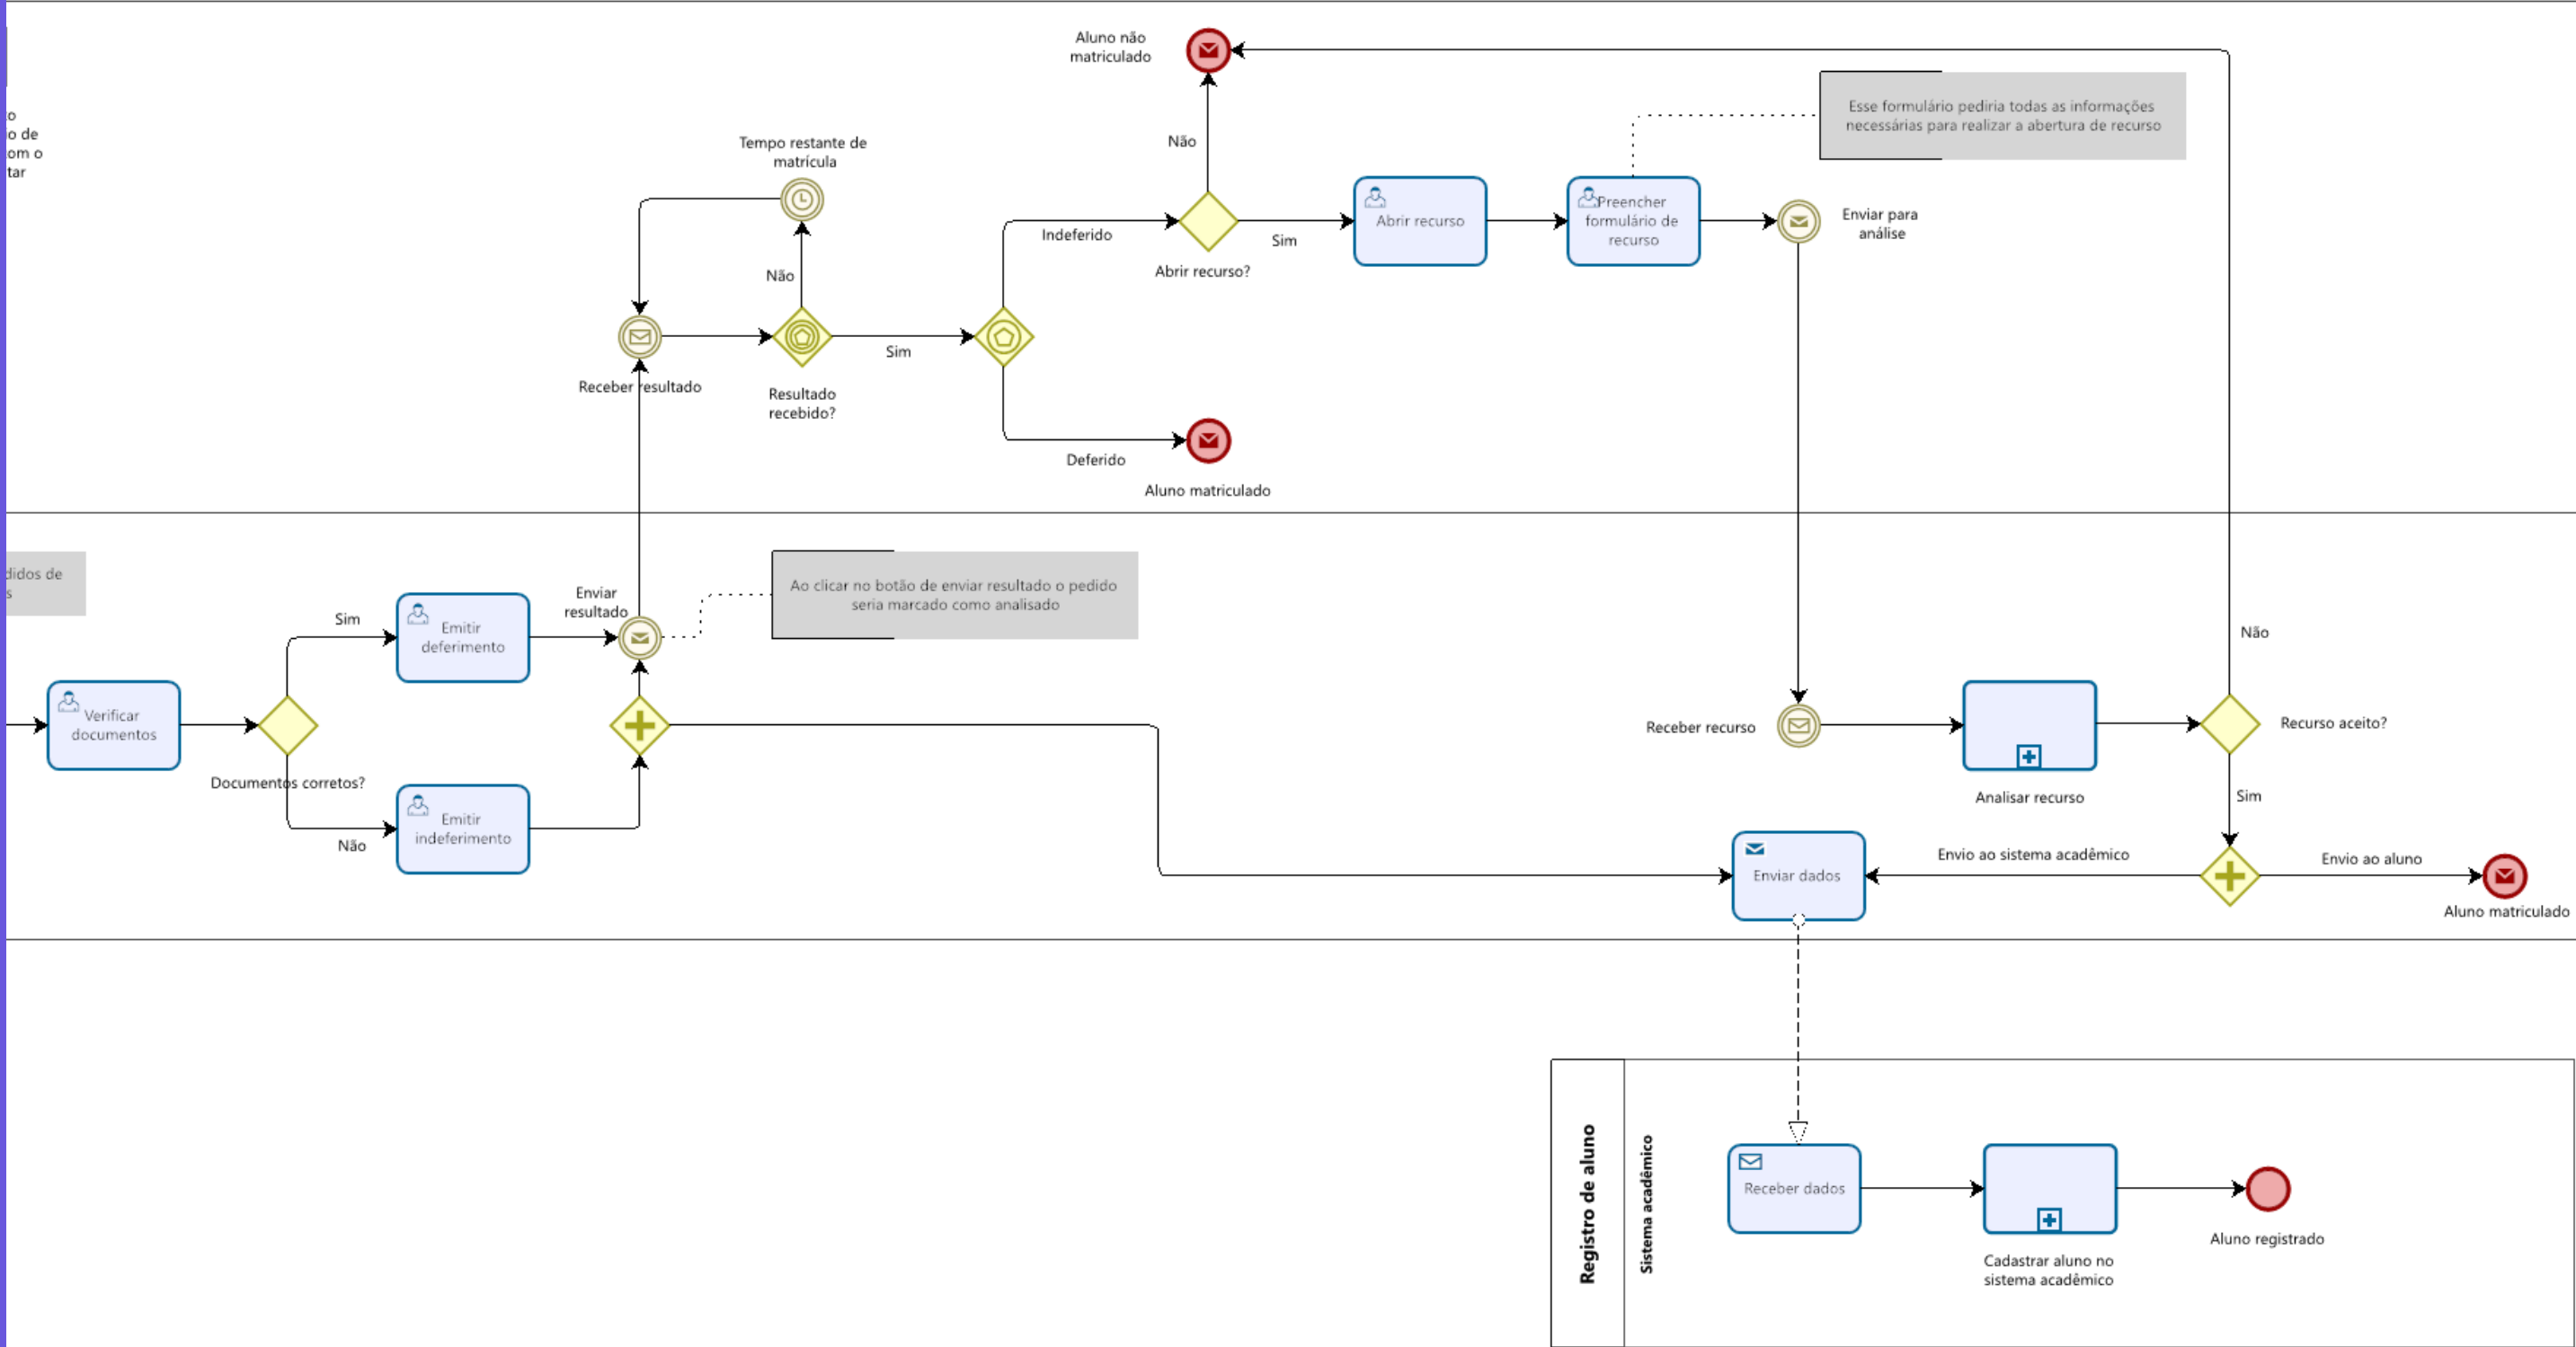 Aluno não
matriculado
o
o de
om o
tar
Esse formulário pediria todas as informações
necessárias para realizar a abertura de recurso
Tempo restante de
matrícula
Não
Não
Indeferido
Sim
Abrir recurso?
Abrir recurso
Preencher
formulário de
recurso
Enviar para
análise
Receber resultado
Resultado
recebido?
Sim
Deferido
Aluno matriculado
didos de
s
Sim
Emitir
deferimento
Enviar
resultado
Ao clicar no botão de enviar resultado o pedido
seria marcado como analisado
Verificar
documentos
Documentos corretos?
Não
Emitir
indeferimento
Receber recurso
Analisar recurso
Não
Recurso aceito?
Sim
Enviar dados
Envio ao sistema acadêmico
Envio ao aluno
Aluno matriculado
Registro de aluno
Sistema acadêmico
Receber dados
Cadastrar aluno no
sistema acadêmico
Aluno registrado